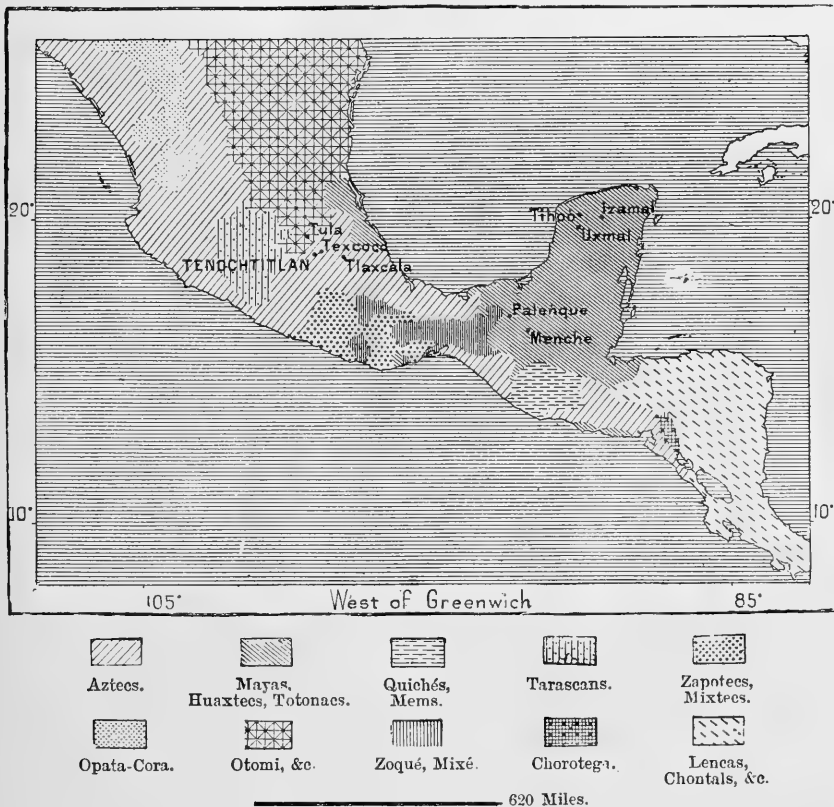 20°
20°
Tihoo
Izamal
Uxmal
Tula
Texcoco
TENOCHTITLAN
Tlaxcala
Palenque
Menche
10°
10°
105°
West of Greenwich
85°
Aztecs.
Mayas,
Huaxtecs, Totonacs.
Quichés,
Mems.
Tarascans.
Zapotecs,
Mixtecs.
Opata-Cora.
Otomi, &c.
Zoqué, Mixé.
Chorotega.
Lencas,
Chontals, &c.
620 Miles.